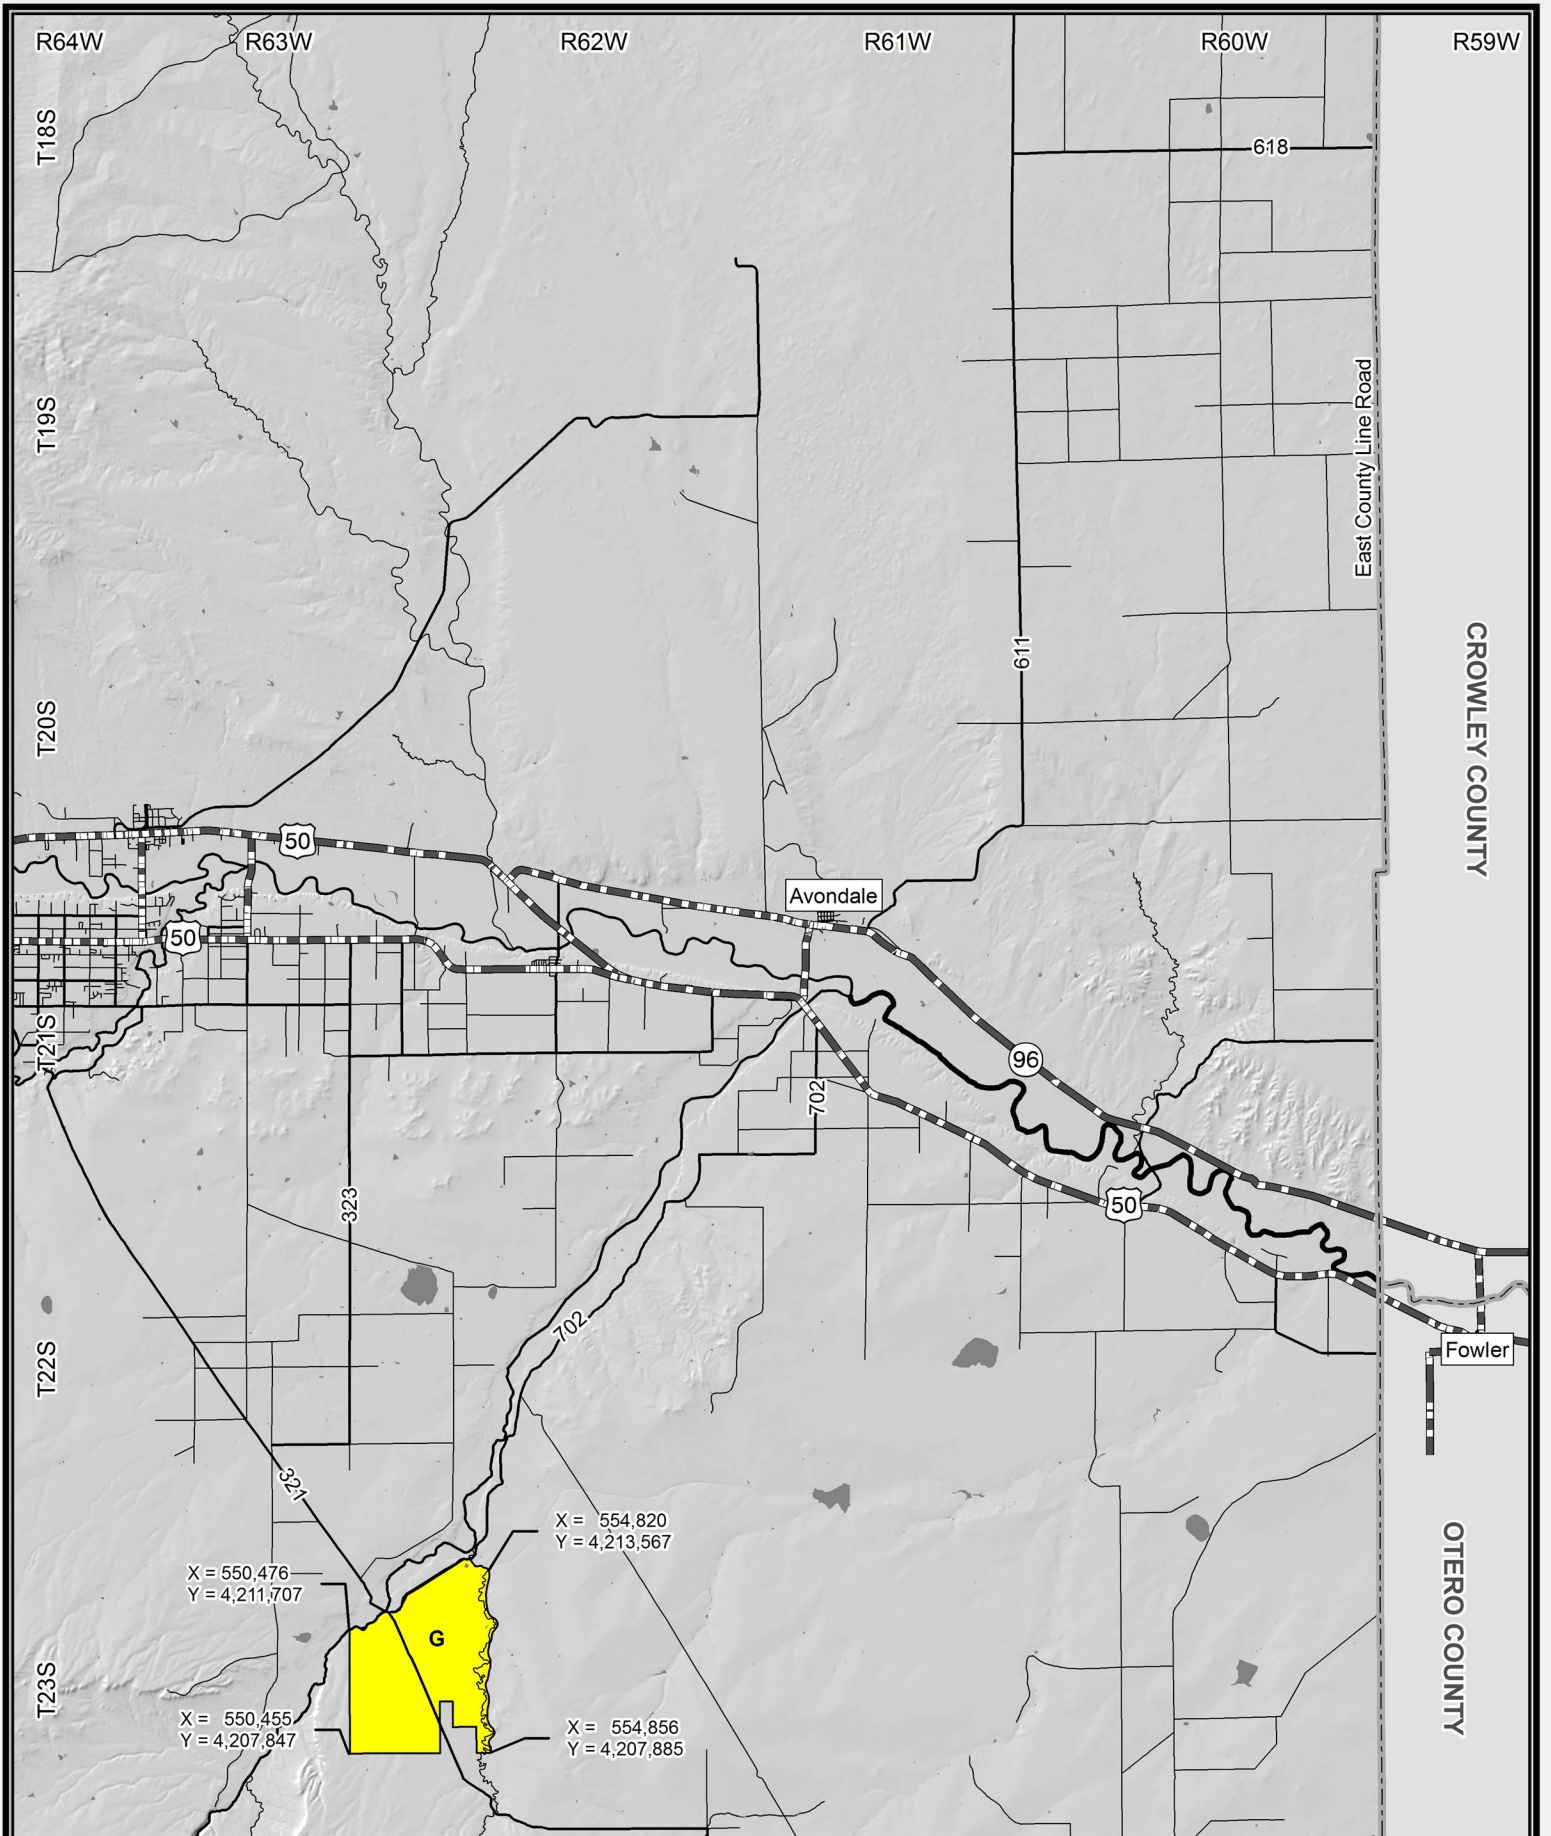 R64W
R63W
R62W
R61W
R60W
R59W
T18S
618
T19S
East County Line Road
611
CROWLEY COUNTY
T20S
50
Avondale
50
T21S
96
702
323
50
702
T22S
Fowler
321
X = 554,820
Y = 4,213,567
X = 550,476
Y = 4,211,707
OTERO COUNTY
G
T23S
X = 550,455
Y = 4,207,847
X = 554,856
Y = 4,207,885